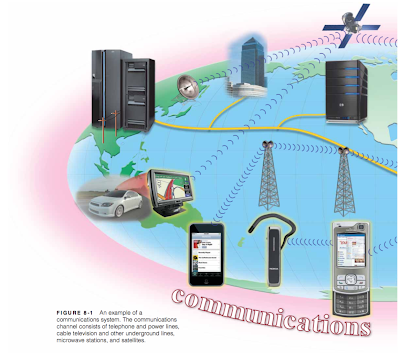 communications
FIGURE 8-1 An example of a
communications system. The communications
channel consists of telephone and power lines,
cable television and other underground lines,
microwave stations, and satellites.